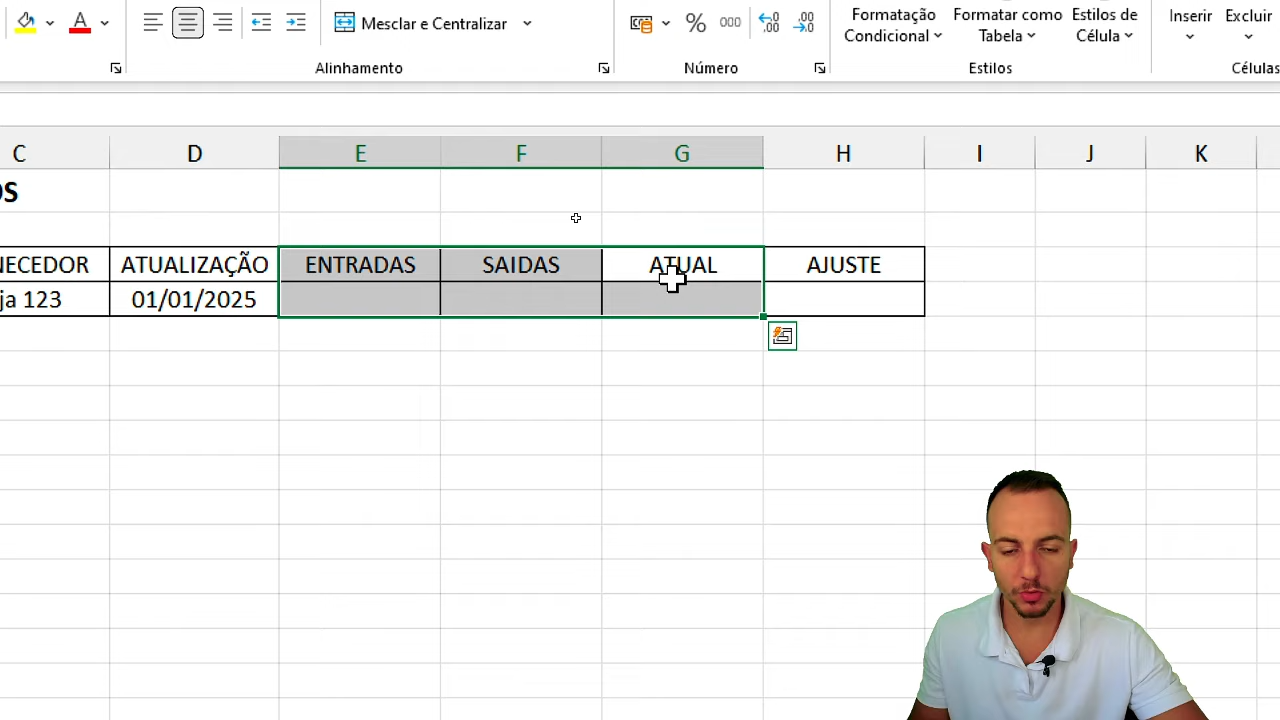 Mesclar e Centralizar
%
000
Formatação
Condicional
Formatar como
Tabela
Estilos de
Célula
Inserir
Excluir
Alinhamento
Número
Estilos
Células
C D E F G H I J K
OS
NECEDOR ATUALIZAÇÃO ENTRADAS SAIDAS ATUAL AJUSTE
ja 123 01/01/2025